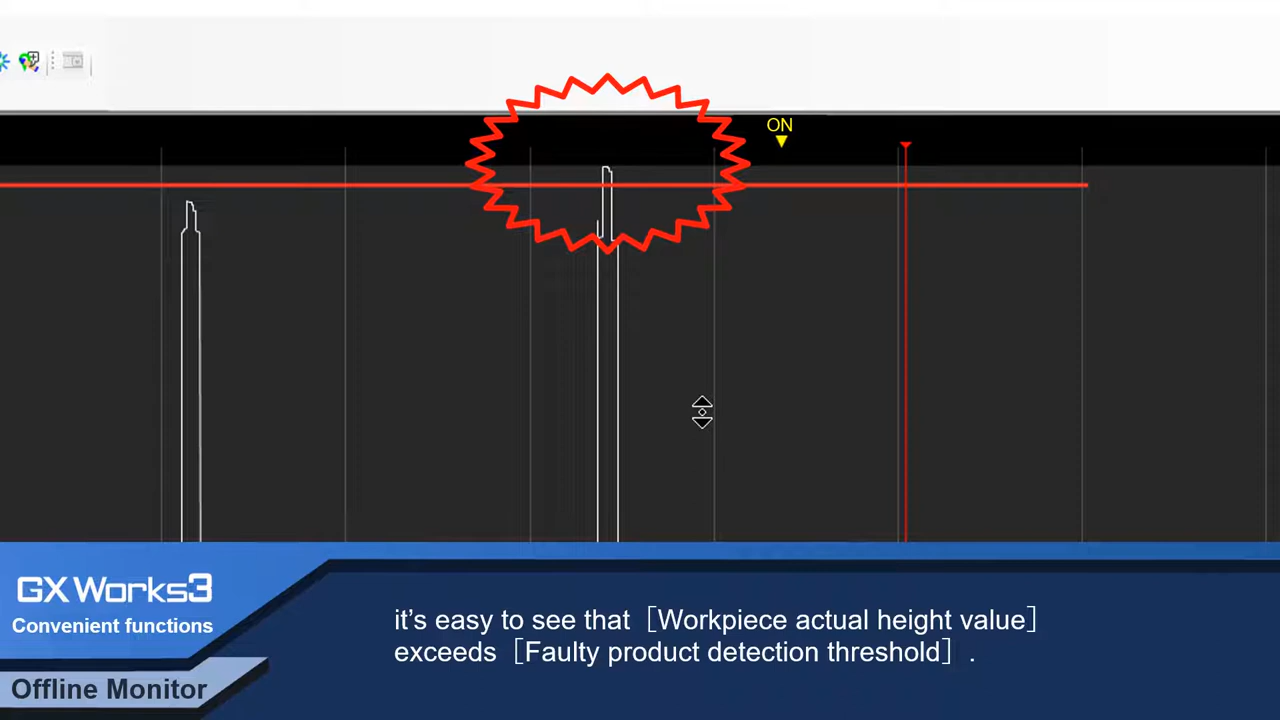 ON
GX Works3
Convenient functions
Offline Monitor
it’s easy to see that［Workpiece actual height value］
exceeds［Faulty product detection threshold］.